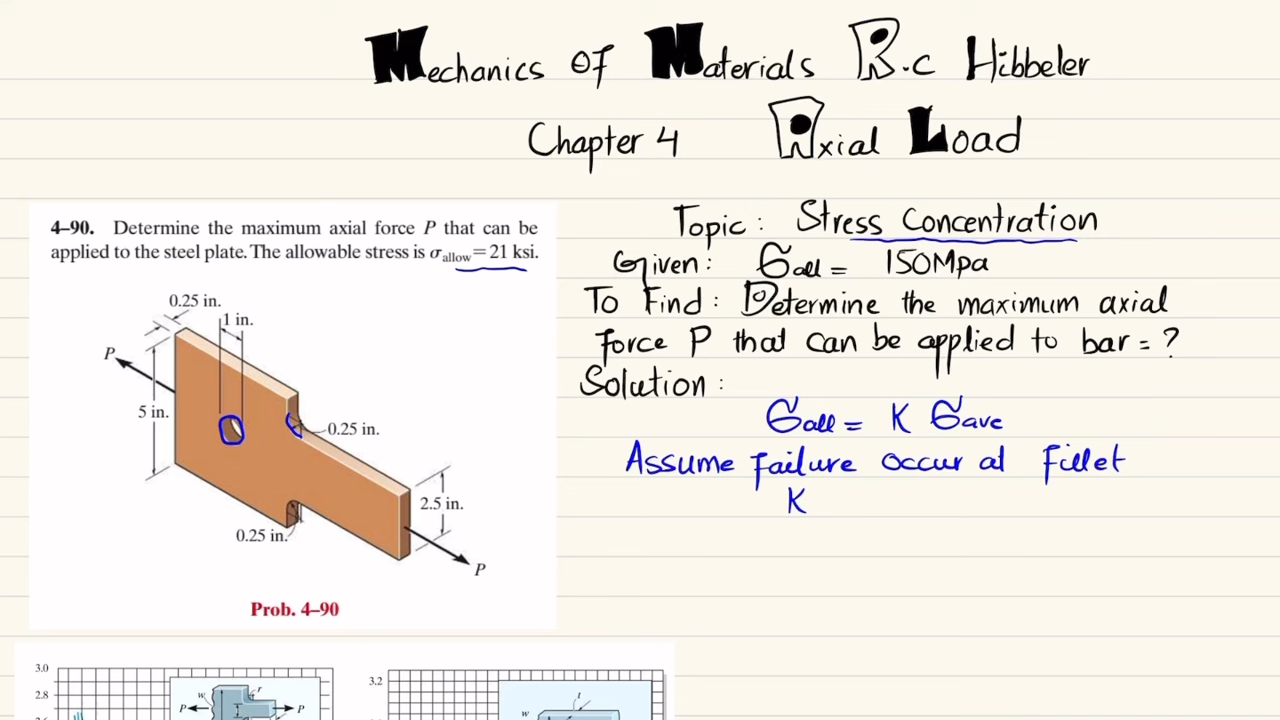 Mechanics of Materials R.c Hibbeler
Chapter 4 Axial Load
4–90. Determine the maximum axial force P that can be
applied to the steel plate. The allowable stress is σallow = 21 ksi.
0.25 in.
1 in.
P
5 in.
0.25 in.
2.5 in.
0.25 in.
P
Prob. 4–90
Topic: Stress Concentration
Given: σall = 150Mpa
To Find: Determine the maximum axial
force P that can be applied to bar = ?
Solution:
σall = K σave
Assume failure occur at fillet
K
3.0
2.8
w
r
P
P
3.2
t
w